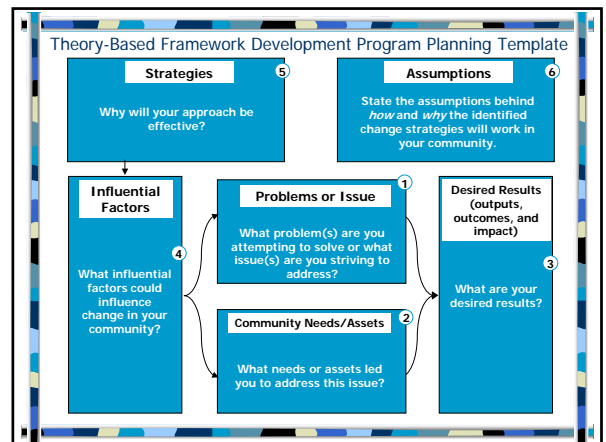 Theory-Based Framework Development Program Planning Template
Strategies
5
Why will your approach be
effective?
Assumptions
6
State the assumptions behind
how and why the identified
change strategies will work in
your community.
Influential
Factors
4
What influential
factors could
influence
change in your
community?
Problems or Issue
1
What problem(s) are you
attempting to solve or what
issue(s) are you striving to
address?
Community Needs/Assets
2
What needs or assets led
you to address this issue?
Desired Results
(outputs,
outcomes, and
impact)
3
What are your
desired results?